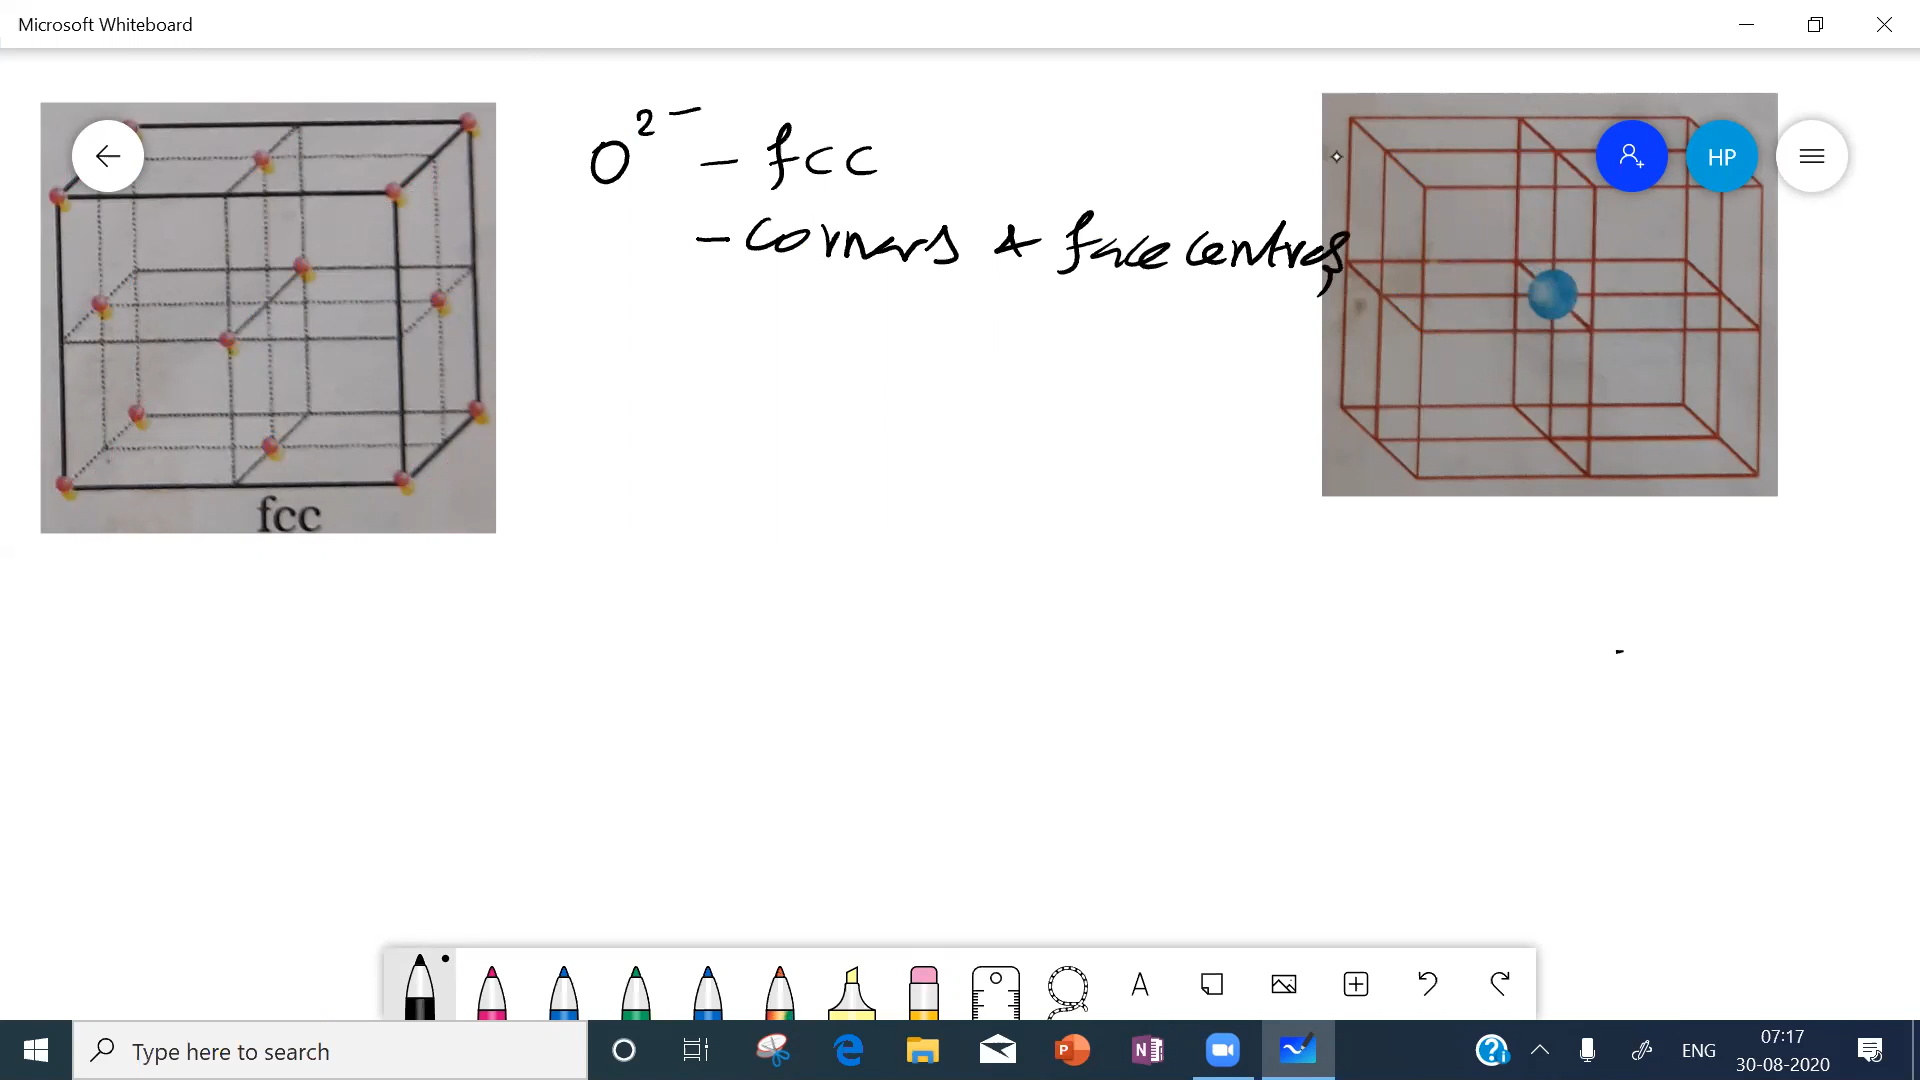 Microsoft Whiteboard
O²⁻ - fcc
- corners & face centres
HP
fcc
A
Type here to search
ENG
07:17
30-08-2020